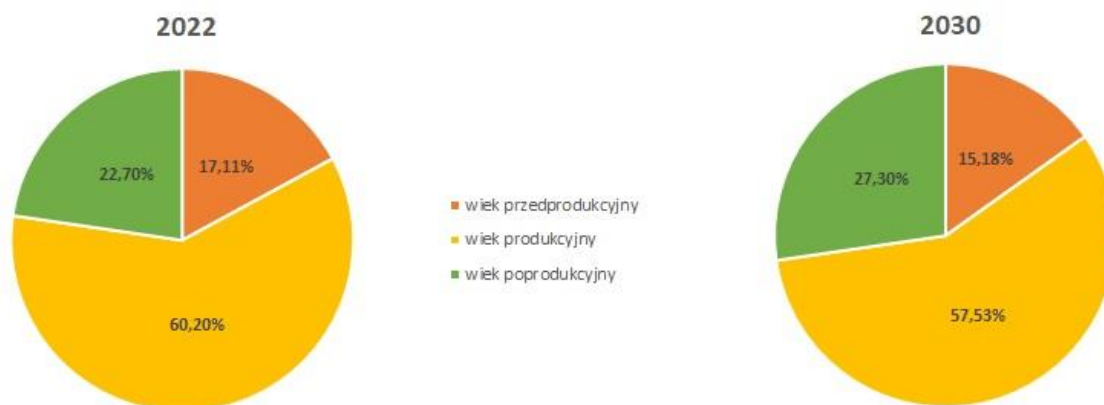 2022
2030
22,70%
17,11%
60,20%
wiek przedprodukcyjny
wiek produkcyjny
wiek poprodukcyjny
27,30%
15,18%
57,53%